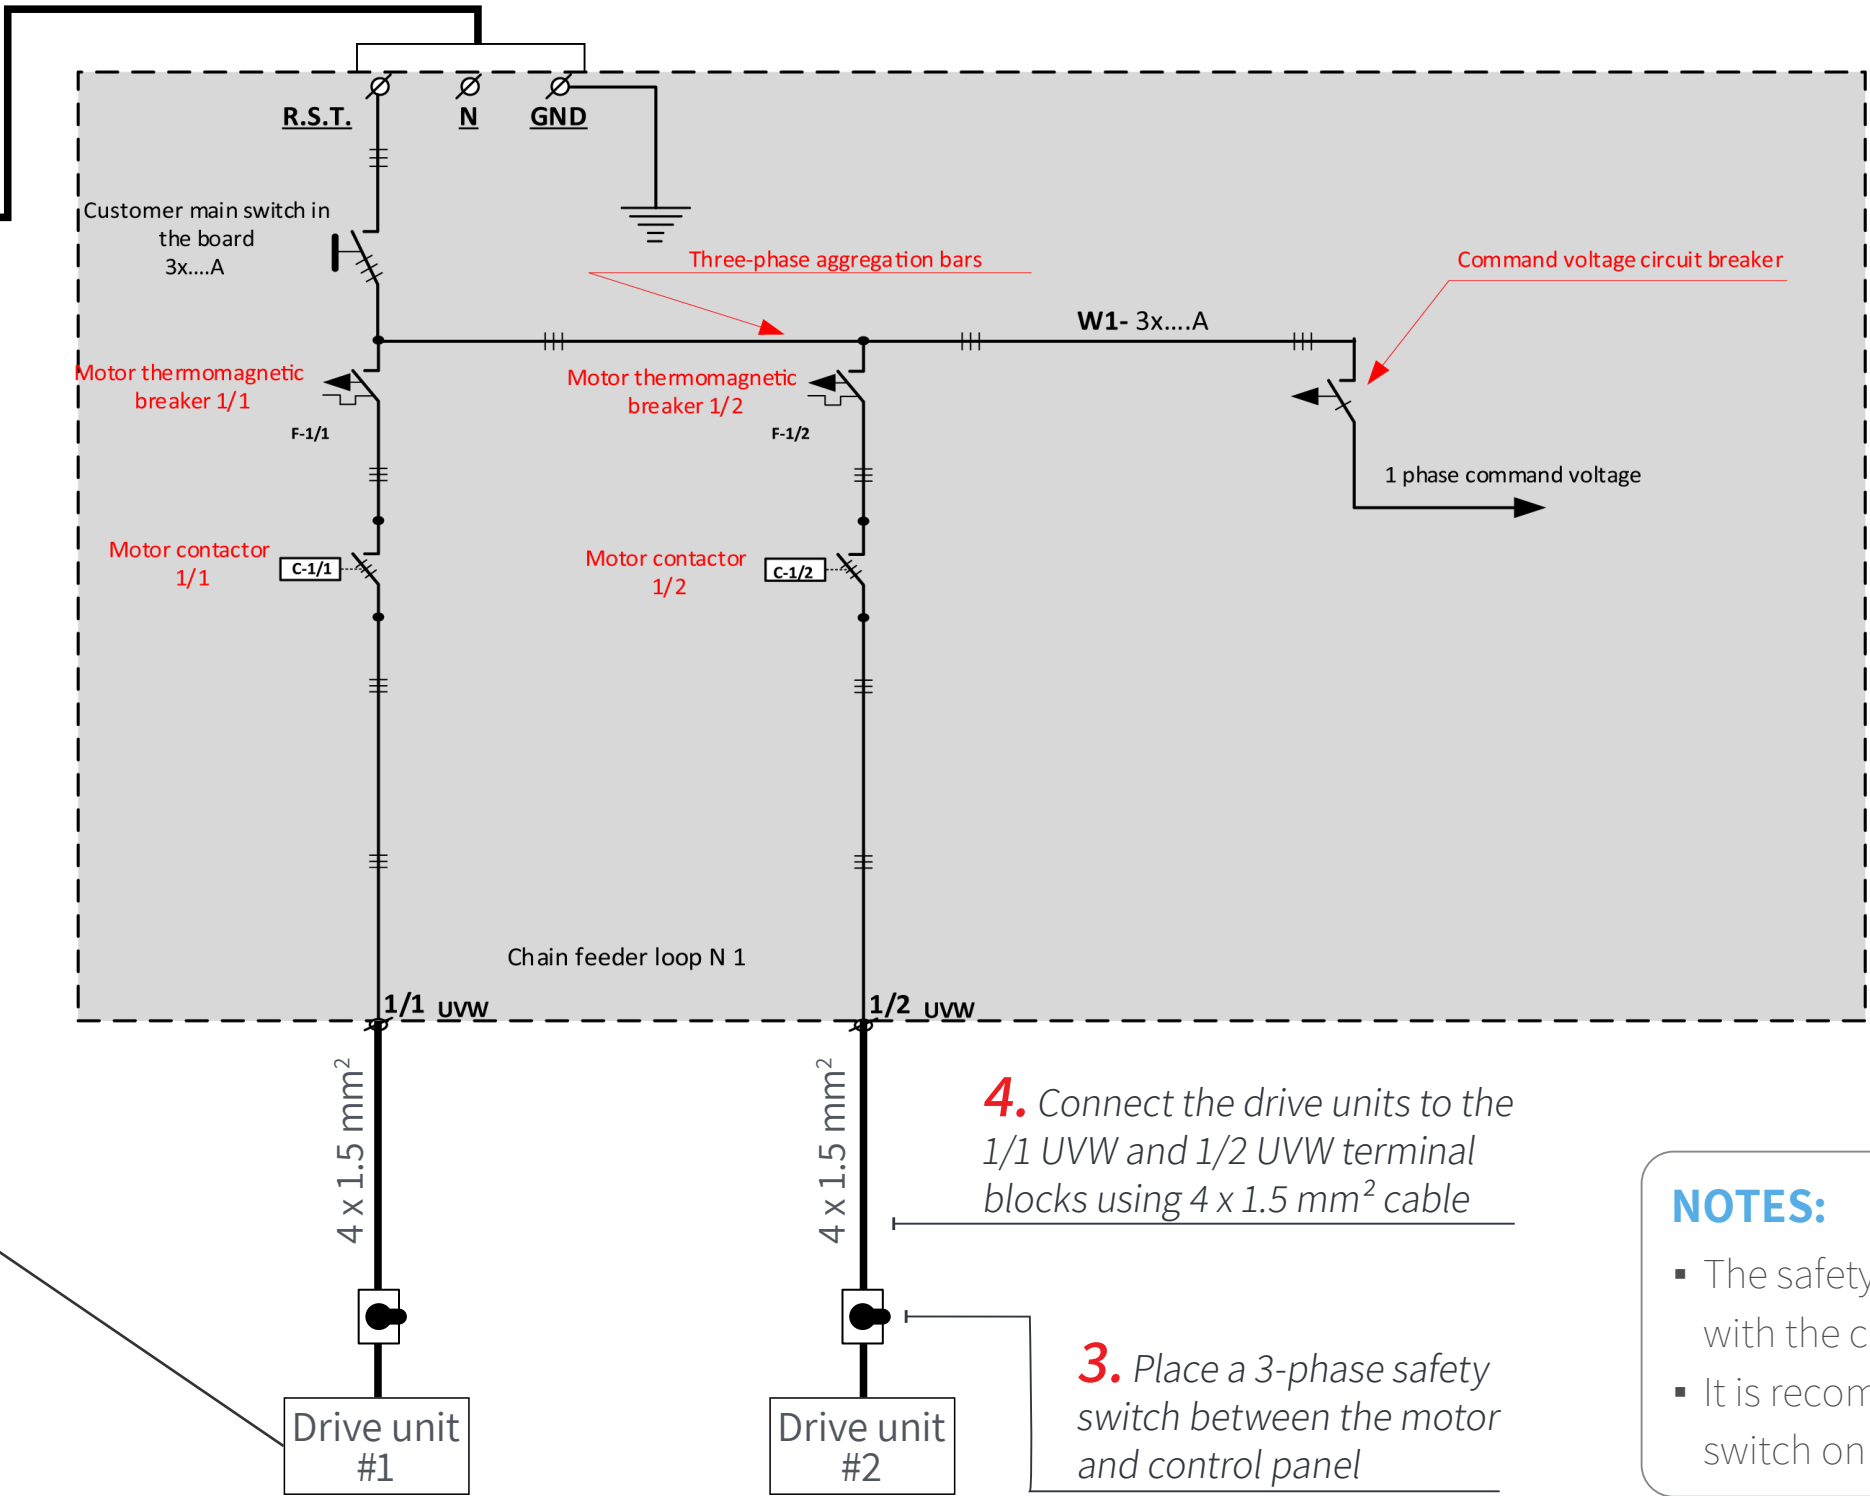 R.S.T.
N
GND
Customer main switch in
the board
3x....A
Three-phase aggregation bars
Command voltage circuit breaker
W1- 3x....A
Motor thermomagnetic
breaker 1/1
F-1/1
Motor thermomagnetic
breaker 1/2
F-1/2
1 phase command voltage
Motor contactor
1/1
C-1/1
Motor contactor
1/2
C-1/2
Chain feeder loop N 1
1/1 UVW
1/2 UVW
4 x 1.5 mm²
4 x 1.5 mm²
4. Connect the drive units to the
1/1 UVW and 1/2 UVW terminal
blocks using 4 x 1.5 mm² cable
3. Place a 3-phase safety
switch between the motor
and control panel
Drive unit
#1
Drive unit
#2
NOTES:
▪ The safety
with the c
▪ It is recom
switch on